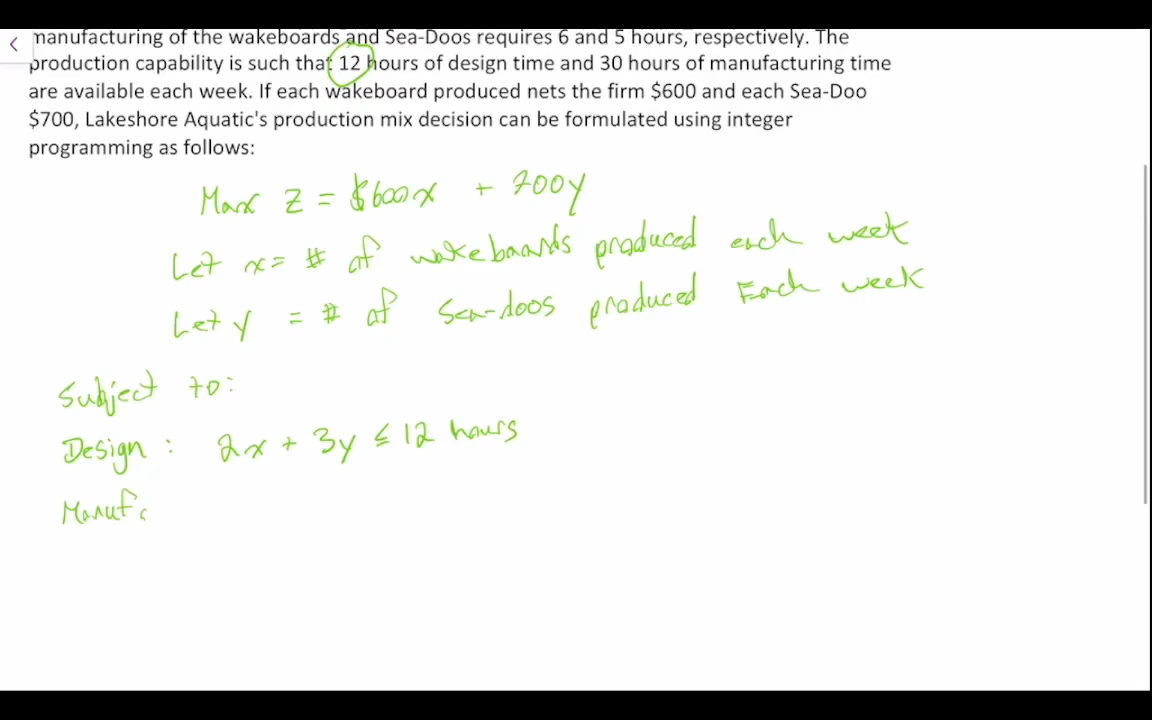 manufacturing of the wakeboards and Sea-Doos requires 6 and 5 hours, respectively. The
production capability is such that 12 hours of design time and 30 hours of manufacturing time
are available each week. If each wakeboard produced nets the firm $600 and each Sea-Doo
$700, Lakeshore Aquatic's production mix decision can be formulated using integer
programming as follows:
Max Z = $600x + 700y
Let x = # of wakeboards produced each week
Let y = # of Sea-doos produced Each week
Subject to:
Design : 2x + 3y ≤ 12 hours
Manufa